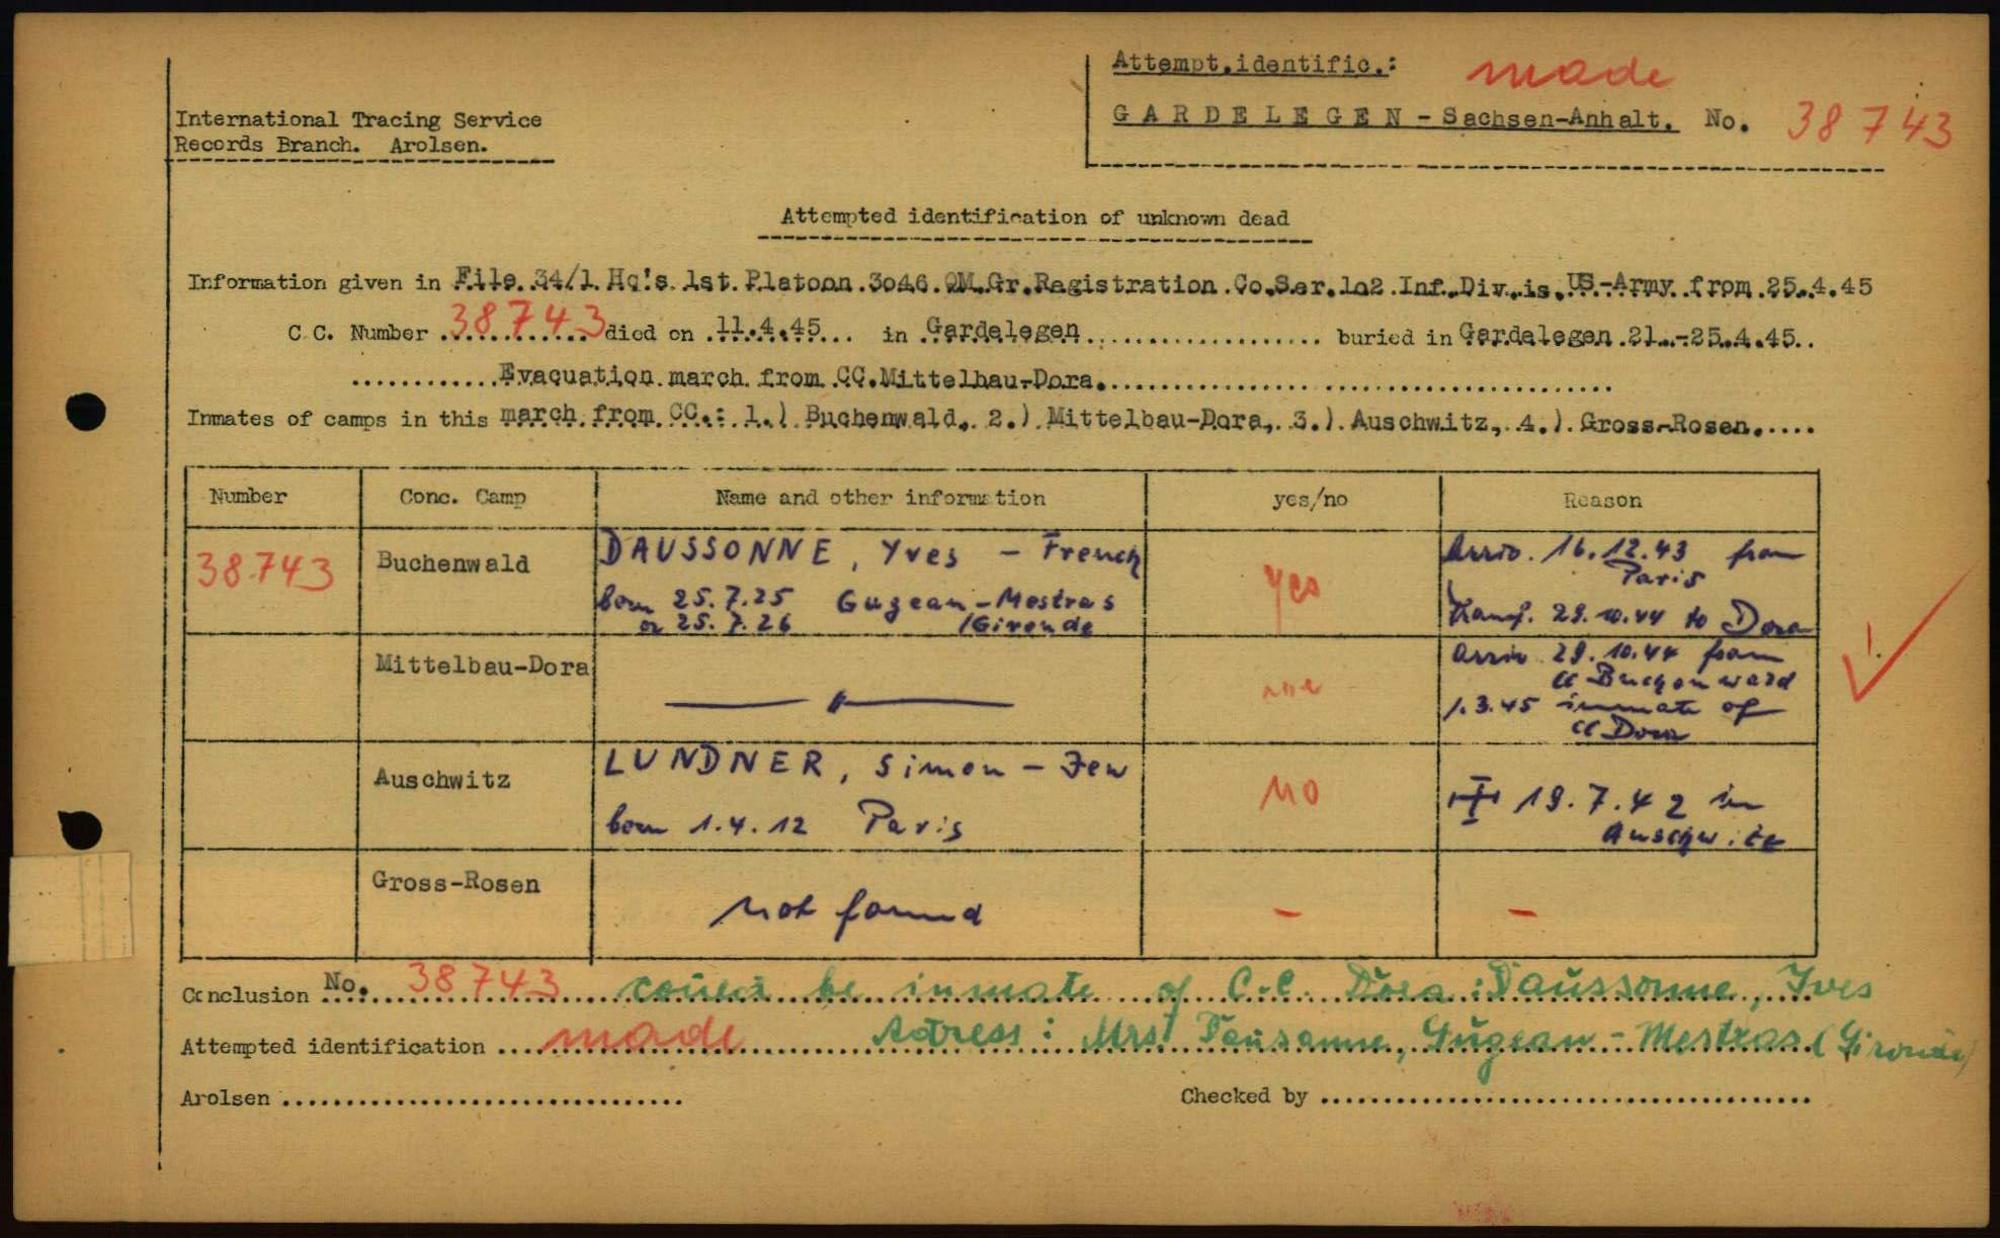 Attempt.identific.: made
International Tracing Service
Records Branch. Arolsen.
GARDELEGEN - Sachsen-Anhalt. No. 38743
Attempted identification of unknown dead
Information given in File. 34/1. Hq's. 1st. Platoon. 3046. QM. Gr. Registration. Co. Ser. 102. Inf. Div. is. US.-Army. from. 25.4.45
C.C. Number 38743 died on 11.4.45 in Gardelegen buried in Gardelegen 21.-25.4.45.
Evacuation march from CC. Mittelbau-Dora.
Inmates of camps in this march from CC.: 1.) Buchenwald, 2.) Mittelbau-Dora, 3.) Auschwitz, 4.) Gross-Rosen.
Number Conc. Camp Name and other information yes/no Reason
38743 Buchenwald DAUSSONNE, Yves - French yes Arriv. 16.12.43 from
Paris
born 25.7.25 Gugean-Mestras
or 25.7.26 (Gironde
Transf. 29.10.44 to Dora
Mittelbau-Dora — " — Arriv 29.10.44 from
CC Buchenwald
1.3.45 inmate of
CC Dora
Auschwitz LUNDNER, Simon - Jew NO
born 1.4.12 Paris
19.7.42 in
Auschwitz
Gross-Rosen not found - -
Conclusion No. 38743 could be inmate of C.C. Dora: Daussonne, Yves
Attempted identification made Adress: Mrs Dausonne, Gugean-Mestras (Gironde)
Arolsen
Checked by